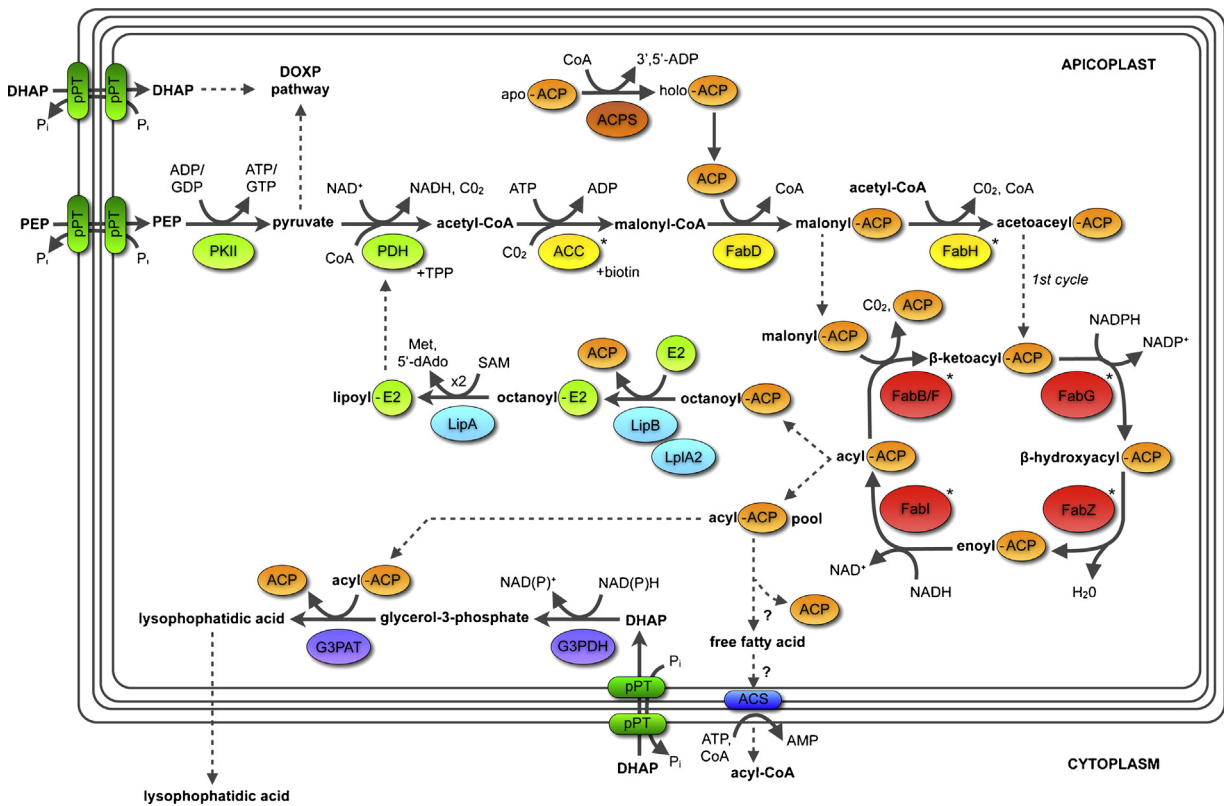 APICOPLAST
CoA
3',5'-ADP
apo -ACP
holo -ACP
ACPS
DHAP
pPT
pPT
DHAP
Pi
Pi
DOXP
pathway
ACP
ADP/
GDP
ATP/
GTP
NAD+
NADH, C02
ATP
ADP
CoA
acetyl-CoA
C02, CoA
PEP
pPT
pPT
PEP
pyruvate
acetyl-CoA
malonyl-CoA
malonyl -ACP
acetoaceyl -ACP
Pi
Pi
PKII
CoA
PDH
+TPP
C02
ACC
*
+biotin
FabD
FabH
*
1st cycle
C02, ACP
malonyl -ACP
NADPH
NADP+
β-ketoacyl -ACP
FabB/F
*
FabG
*
Met,
5'-dAdo
x2
SAM
ACP
E2
lipoyl -E2
octanoyl -E2
octanoyl -ACP
LipA
LipB
LplA2
acyl -ACP
β-hydroxyacyl -ACP
FabI
*
FabZ
*
acyl -ACP pool
enoyl -ACP
NAD+
NADH
H20
ACP
acyl -ACP
NAD(P)+
NAD(P)H
ACP
?
lysophophatidic acid
glycerol-3-phosphate
DHAP
free fatty acid
G3PAT
G3PDH
Pi
?
pPT
ACS
pPT
ATP,
CoA
AMP
DHAP
Pi
acyl-CoA
CYTOPLASM
lysophophatidic acid